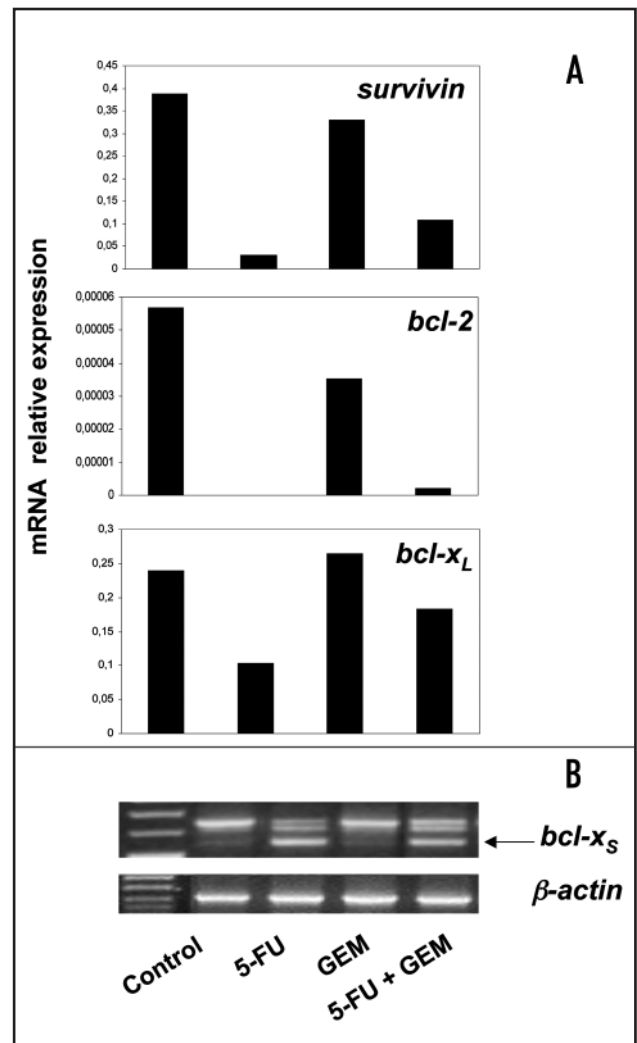 A
mRNA relative expression
survivin
0,45
0,4
0,35
0,3
0,25
0,2
0,15
0,1
0,05
0
bcl-2
0,00006
0,00005
0,00004
0,00003
0,00002
0,00001
0
bcl-xL
0,3
0,25
0,2
0,15
0,1
0,05
0
B
bcl-xS
β-actin
Control
5-FU
GEM
5-FU + GEM